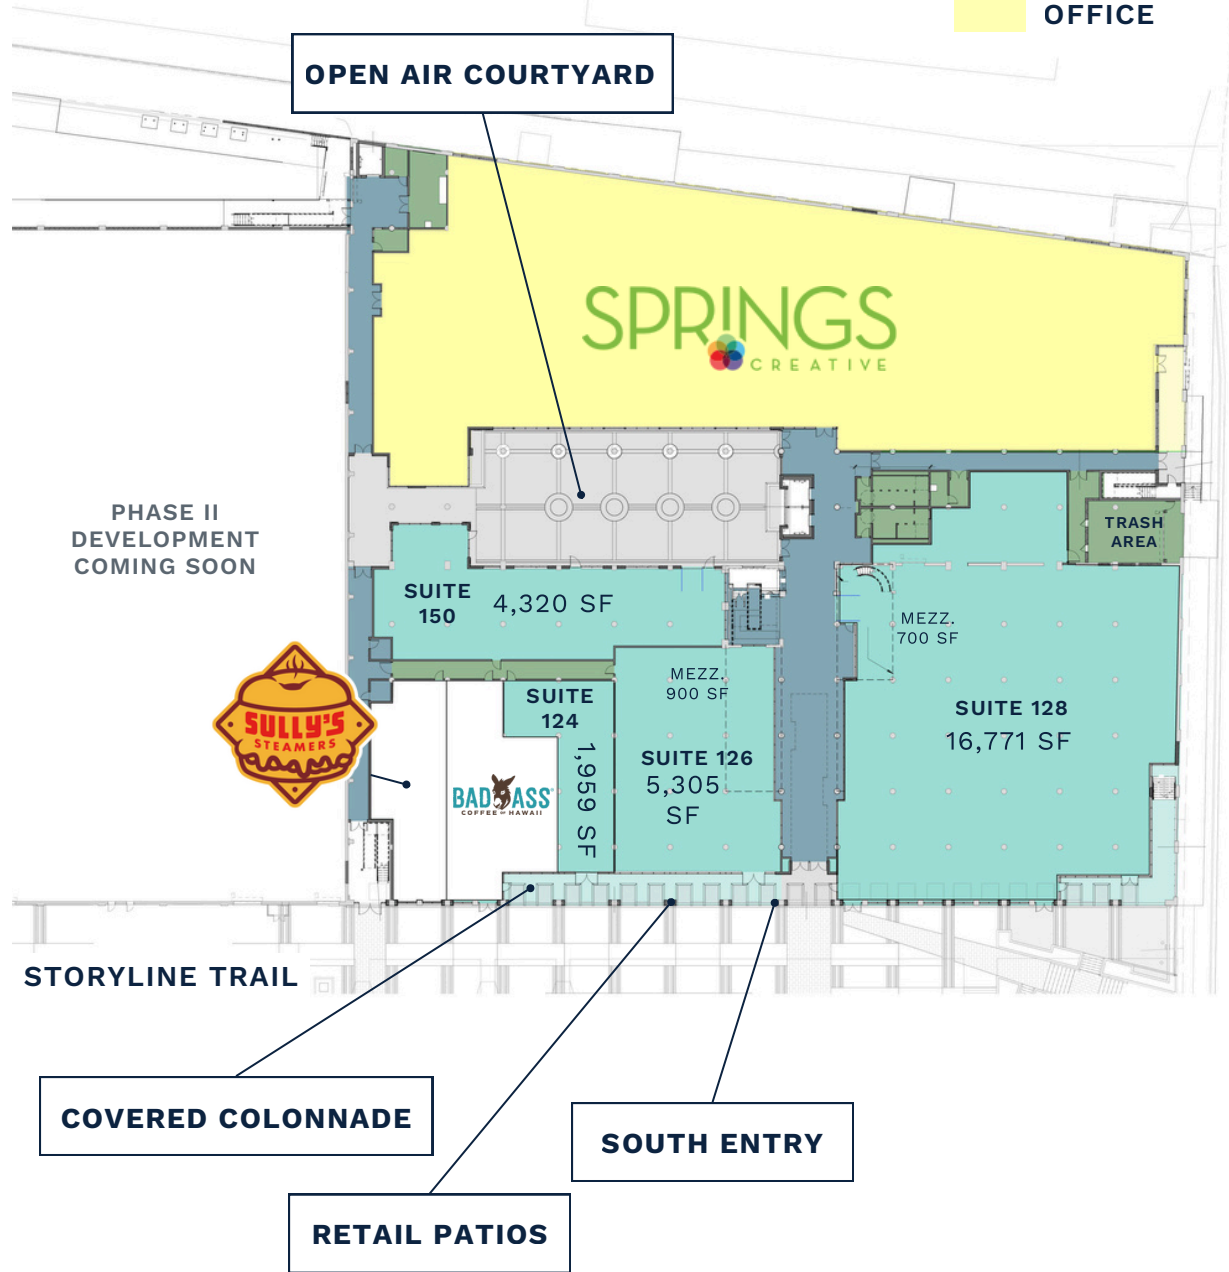 OFFICE
OPEN AIR COURTYARD
SPRINGS
CREATIVE
PHASE II
DEVELOPMENT
COMING SOON
TRASH
AREA
SUITE
150
4,320 SF
MEZZ.
700 SF
MEZZ.
900 SF
SULLY'S
STEAMERS
SUITE
124
1,959 SF
SUITE 126
5,305
SF
SUITE 128
16,771 SF
BAD ASS
COFFEE OF HAWAII
STORYLINE TRAIL
COVERED COLONNADE
SOUTH ENTRY
RETAIL PATIOS